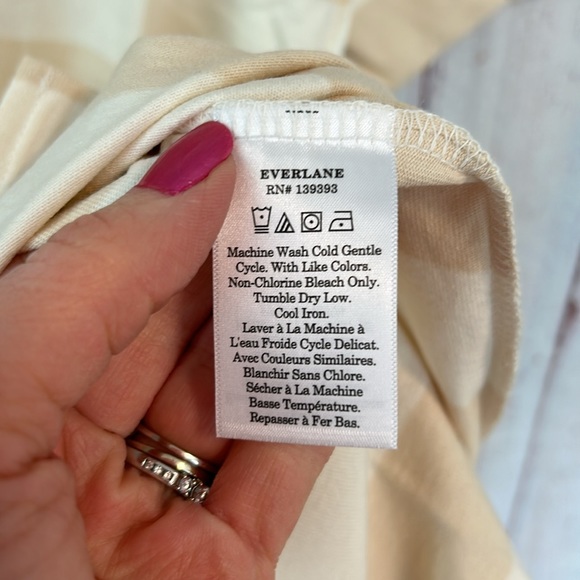 EVERLANE
RN# 139393
Machine Wash Cold Gentle
Cycle. With Like Colors.
Non-Chlorine Bleach Only.
Tumble Dry Low.
Cool Iron.
Laver à La Machine à
L'eau Froide Cycle Delicat.
Avec Couleurs Similaires.
Blanchir Sans Chlore.
Sécher à La Machine
Basse Température.
Repasser à Fer Bas.